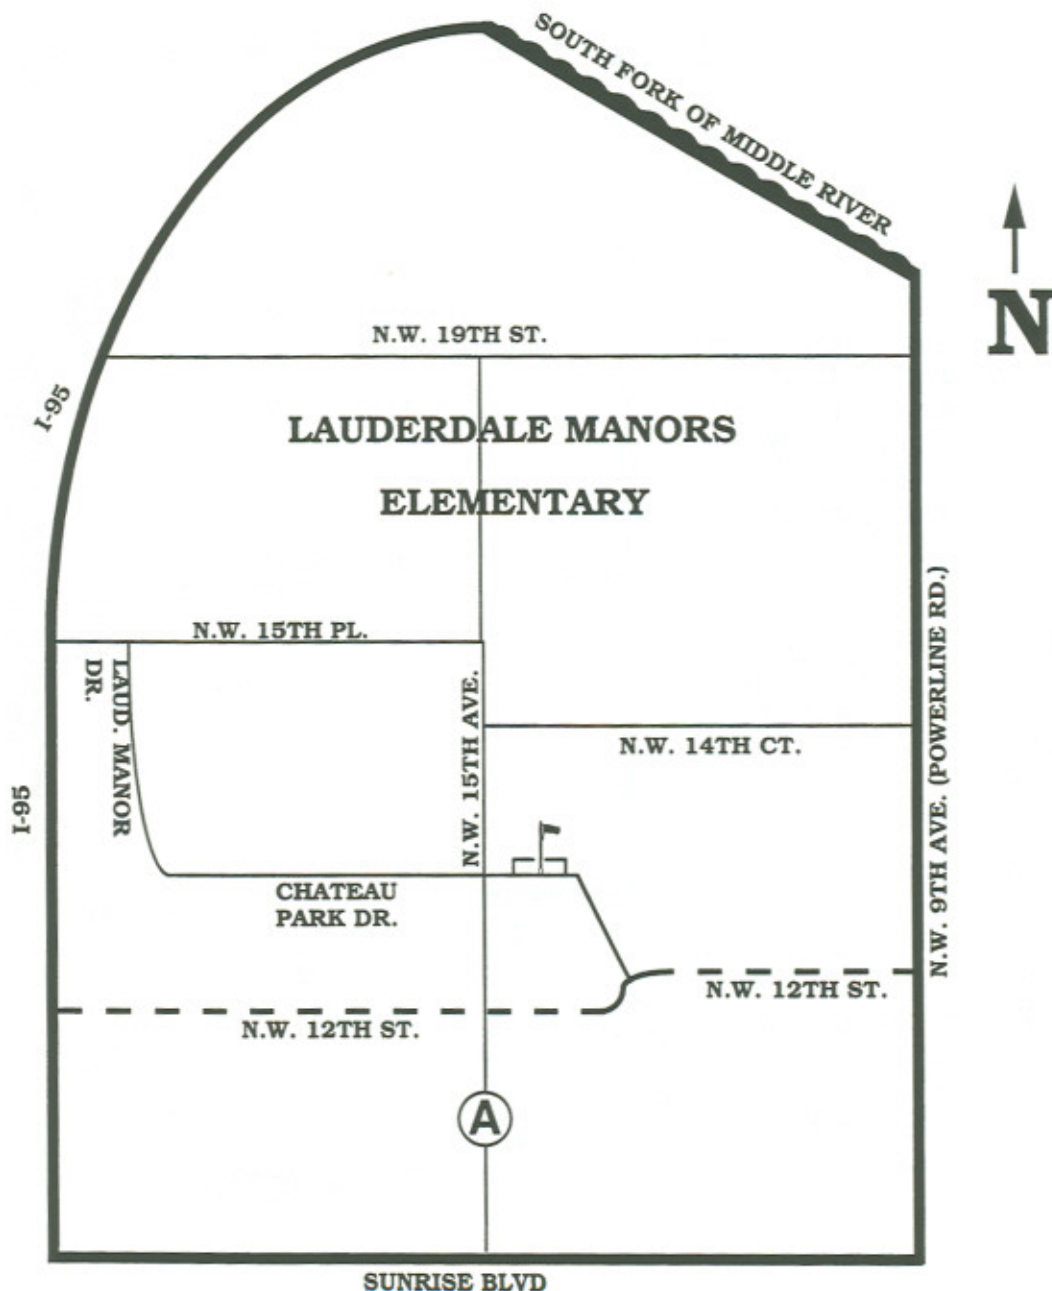 SOUTH FORK OF MIDDLE RIVER
N
N.W. 19TH ST.
I-95
LAUDERDALE MANORS
ELEMENTARY
N.W. 15TH PL.
LAUD. MANOR
DR.
N.W. 15TH AVE.
N.W. 14TH CT.
N.W. 9TH AVE. (POWERLINE RD.)
I-95
CHATEAU
PARK DR.
N.W. 12TH ST.
N.W. 12TH ST.
A
SUNRISE BLVD